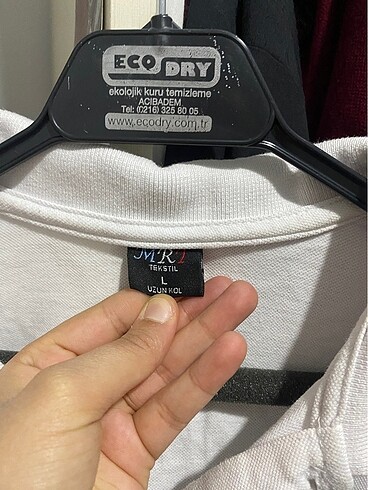 ECO DRY
ekolojik kuru temizleme
ACIBADEM
Tel: (0216) 325 80 05
www.ecodry.com.tr
MRT
TEKSTİL
L
UZUN KOL